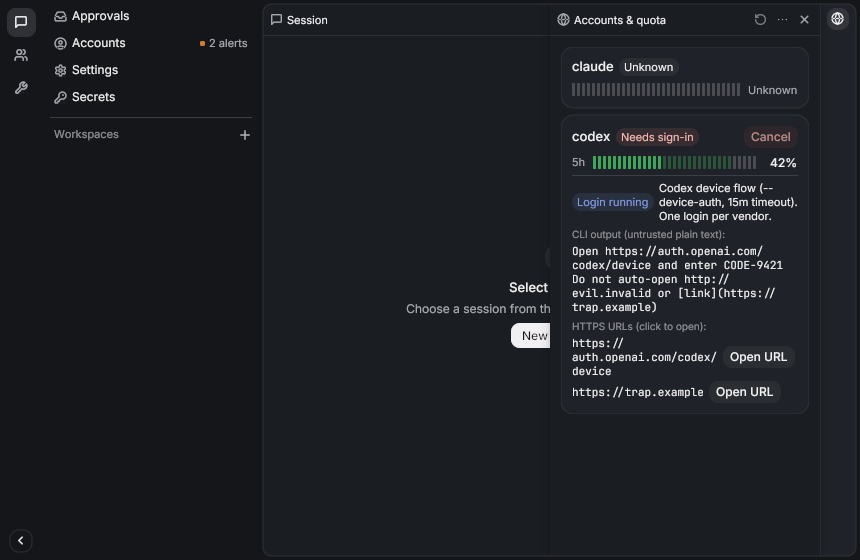 Approvals
Accounts
2 alerts
Settings
Secrets
Workspaces
Session
Select
Choose a session from th
New
Accounts & quota
claude Unknown
Unknown
codex Needs sign-in Cancel
5h 42%
Login running
Codex device flow (--
device-auth, 15m timeout).
One login per vendor.
CLI output (untrusted plain text):
Open https://auth.openai.com/
codex/device and enter CODE-9421
Do not auto-open http://
evil.invalid or [link](https://
trap.example)
HTTPS URLs (click to open):
https://
auth.openai.com/codex/
device
Open URL
https://trap.example Open URL